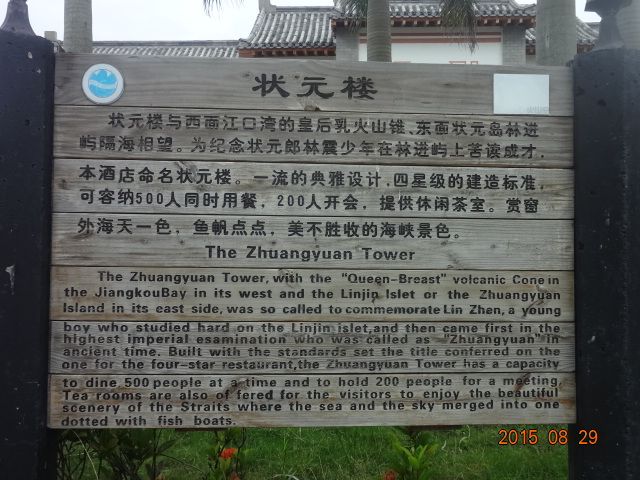 状元楼
状元楼与西面江口湾的皇后乳火山锥、东面状元岛林进
屿隔海相望。为纪念状元郎林震少年在林进屿上苦读成才，
本酒店命名状元楼。一流的典雅设计，四星级的建造标准，
可容纳500人同时用餐，200人开会，提供休闲茶室。赏窗
外海天一色，鱼帆点点，美不胜收的海峡景色。
The Zhuangyuan Tower
The Zhuangyuan Tower, with the "Queen-Breast" volcanic Cone in
the JiangkouBay in its west and the Linjin Islet or the Zhuangyuan
Island in its east side, was so called to commemorate Lin Zhen, a young
boy who studied hard on the Linjin islet,and then came first in the
highest imperial esamination who was called as "Zhuangyuan"in
ancient time. Built with the standards set the title conferred on the
one for the four-star restaurant,the Zhuangyuan Tower has a capacity
to dine 500 people at a time and to hold 200 people for a meeting,
Tea rooms are also of fered for the visitors to enjoy the beautiful
scenery of the Straits where the sea and the sky merged into one
dotted with fish boats.
2015 08 29